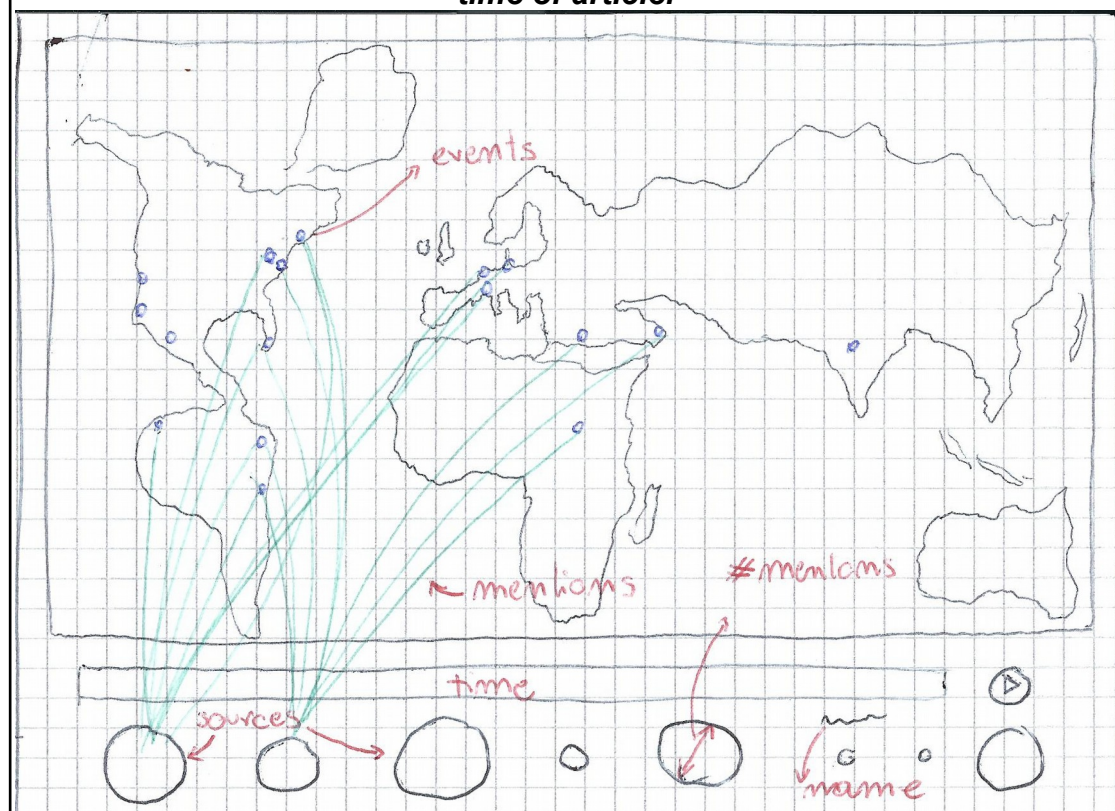 time of article.
events
mentions
#mentions
time
sources
name